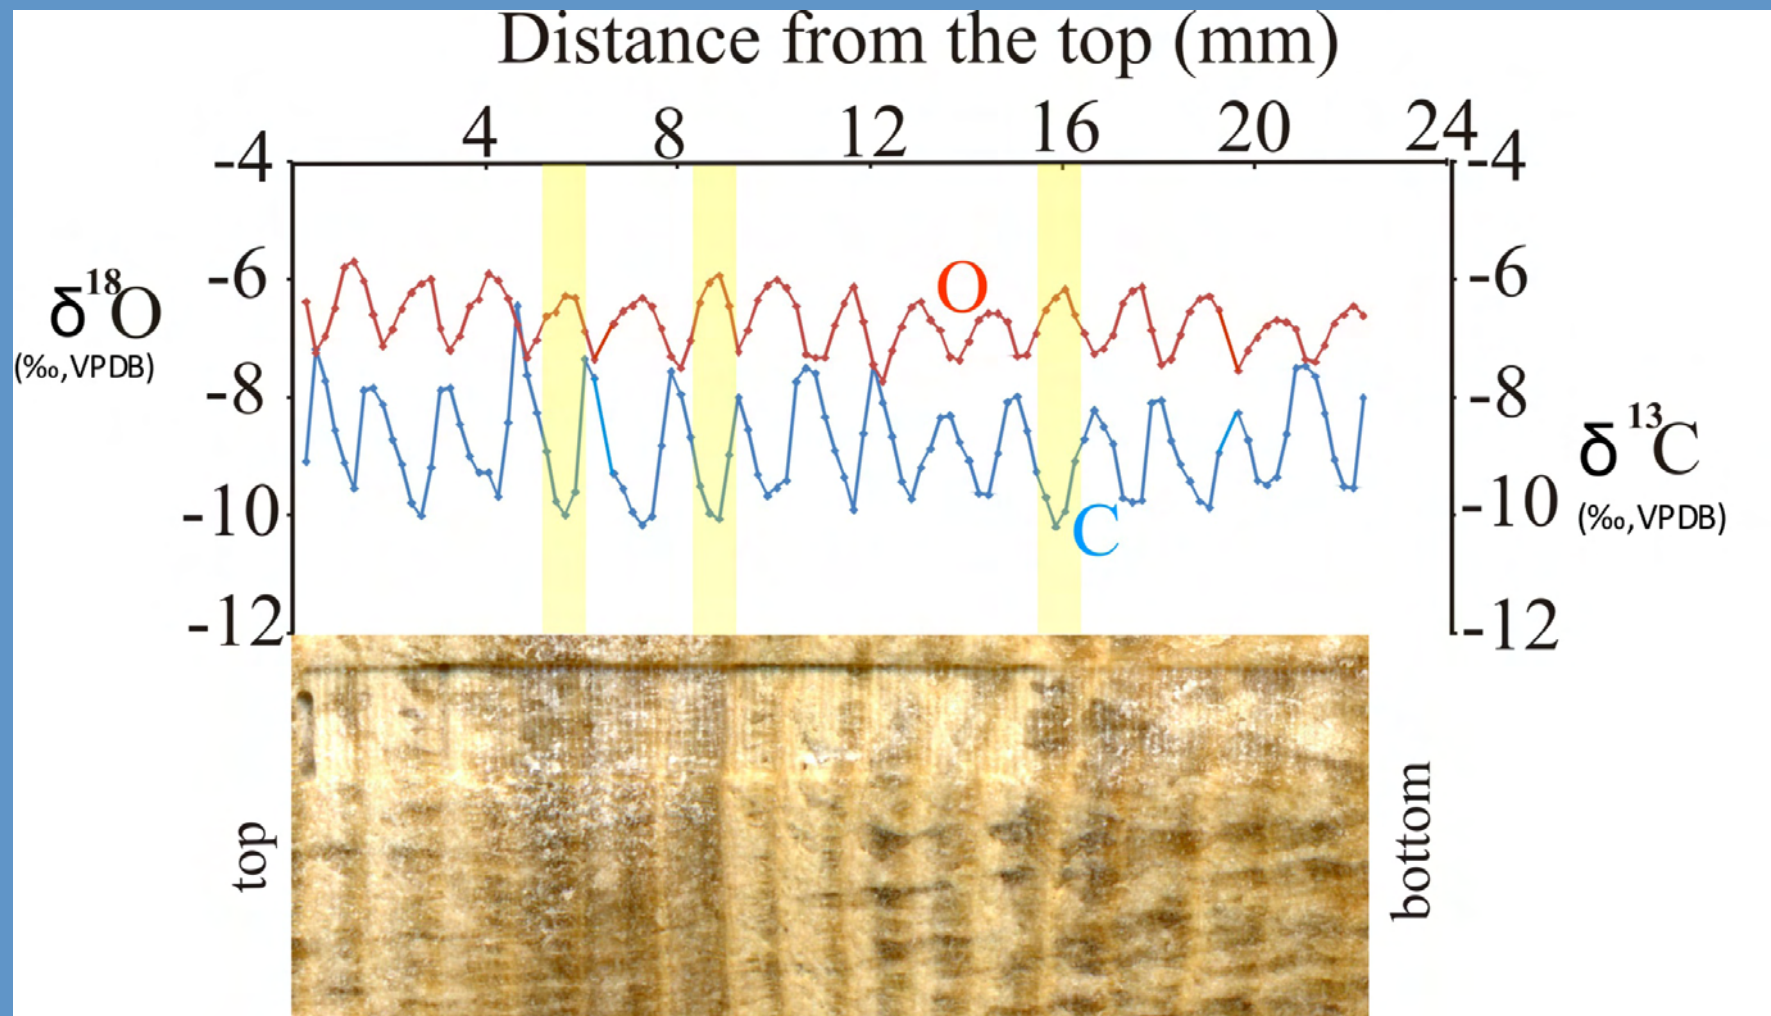 Distance from the top (mm)
4 8 12 16 20 24
-4 -4
-6 -6
δ¹⁸O
(‰, VPDB)
O
-8 -8
δ¹³C
(‰, VPDB)
-10 -10
C
-12 -12
top
bottom